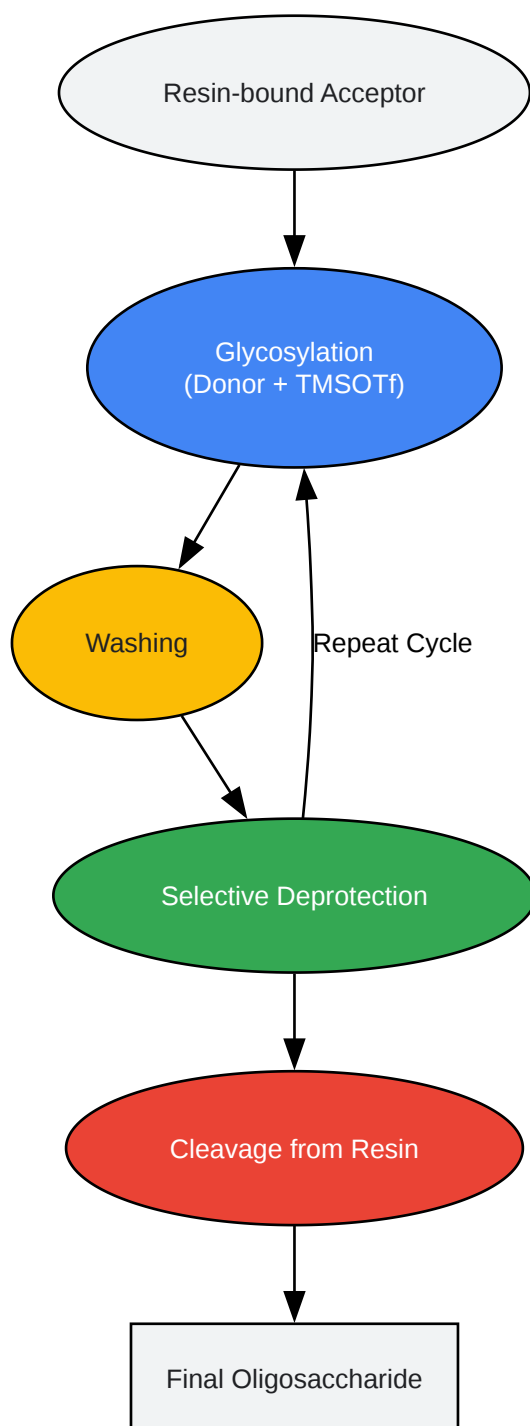 Resin-bound Acceptor
Glycosylation
(Donor + TMSOTf)
Washing
Repeat Cycle
Selective Deprotection
Cleavage from Resin
Final Oligosaccharide